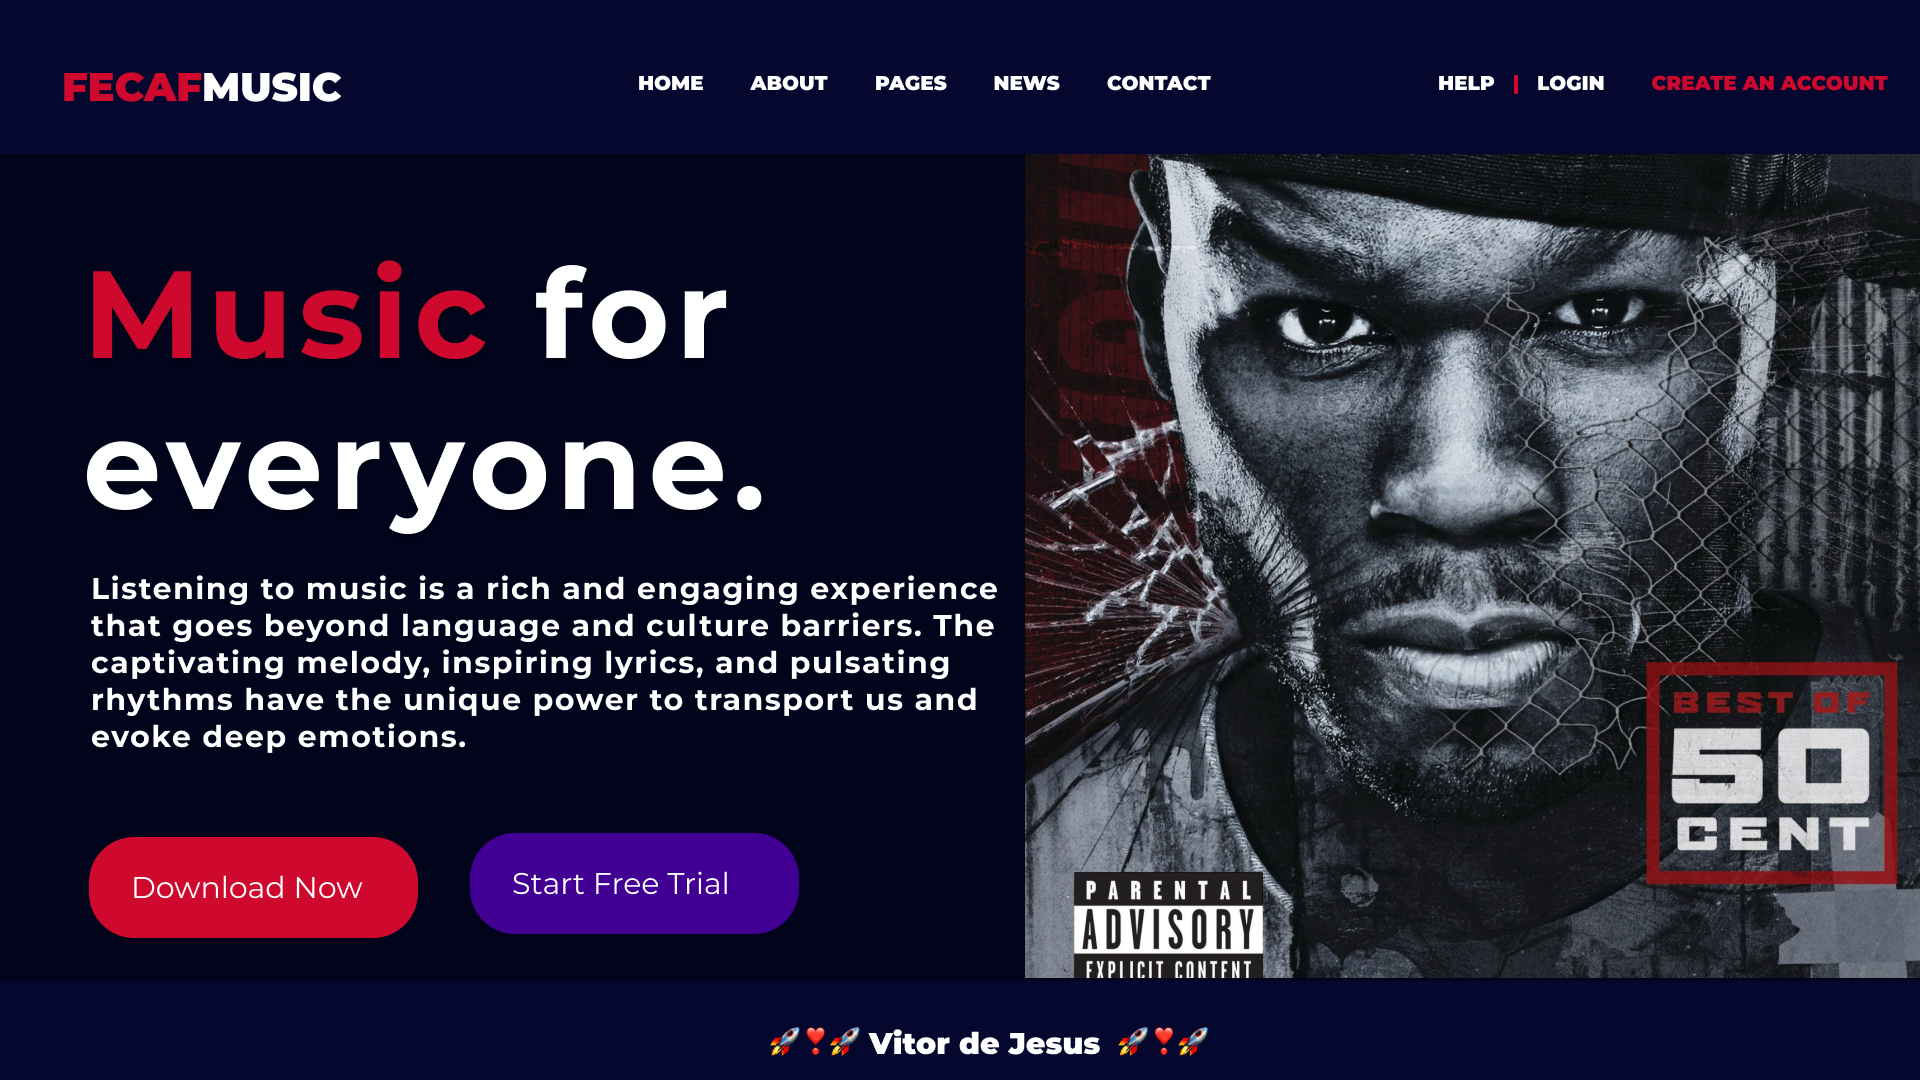 FECAFMUSIC
HOME ABOUT PAGES NEWS CONTACT
HELP | LOGIN CREATE AN ACCOUNT
Music for
everyone.
Listening to music is a rich and engaging experience
that goes beyond language and culture barriers. The
captivating melody, inspiring lyrics, and pulsating
rhythms have the unique power to transport us and
evoke deep emotions.
Download Now
Start Free Trial
BEST OF
50
CENT
PARENTAL
ADVISORY
EXPLICIT CONTENT
🚀❣️🚀 Vitor de Jesus 🚀❣️🚀